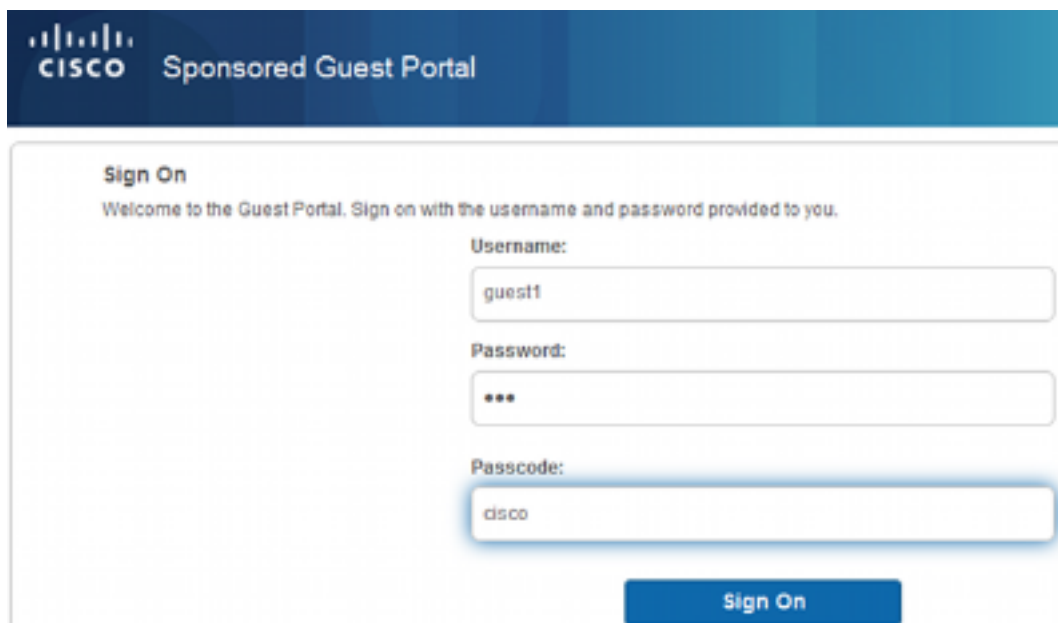 CISCO Sponsored Guest Portal
Sign On
Welcome to the Guest Portal. Sign on with the username and password provided to you.
Username:
guest1
Password:
•••
Passcode:
cisco
Sign On